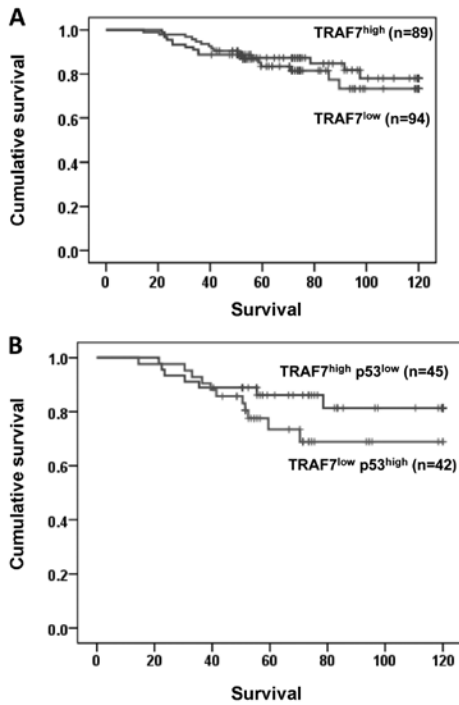 A
TRAF7high (n=89)
TRAF7low (n=94)
Cumulative survival
1.0
0.8
0.6
0.4
0.2
0.0
0 20 40 60 80 100 120
Survival
B
TRAF7high p53low (n=45)
TRAF7low p53high (n=42)
Cumulative survival
1.0
0.8
0.6
0.4
0.2
0.0
0 20 40 60 80 100 120
Survival